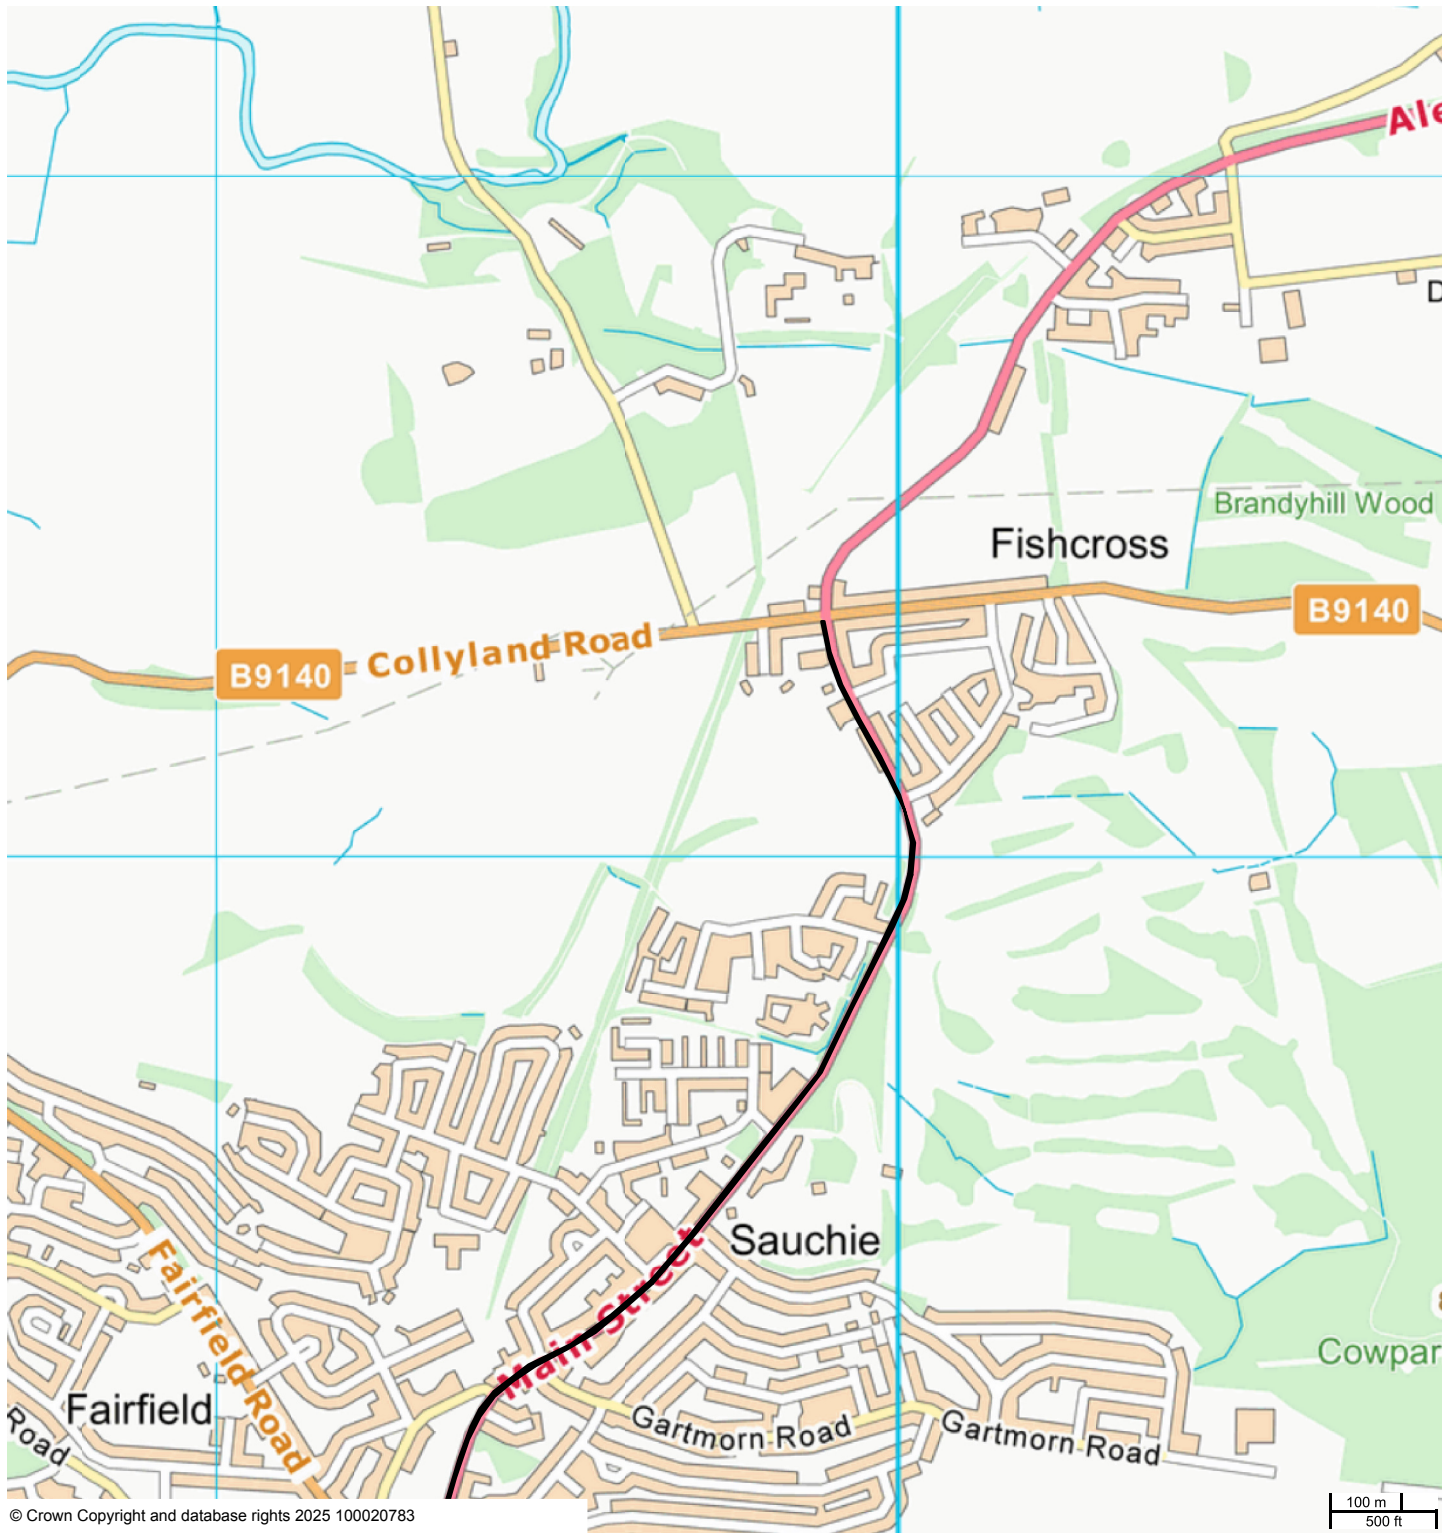 Ale
D
Brandyhill Wood
Fishcross
B9140
Collyland Road
B9140
Sauchie
Main Street
Fairfield Road
Cowpar
Fairfield
Gartmorn Road
Gartmorn Road
Road
100 m
500 ft
© Crown Copyright and database rights 2025 100020783